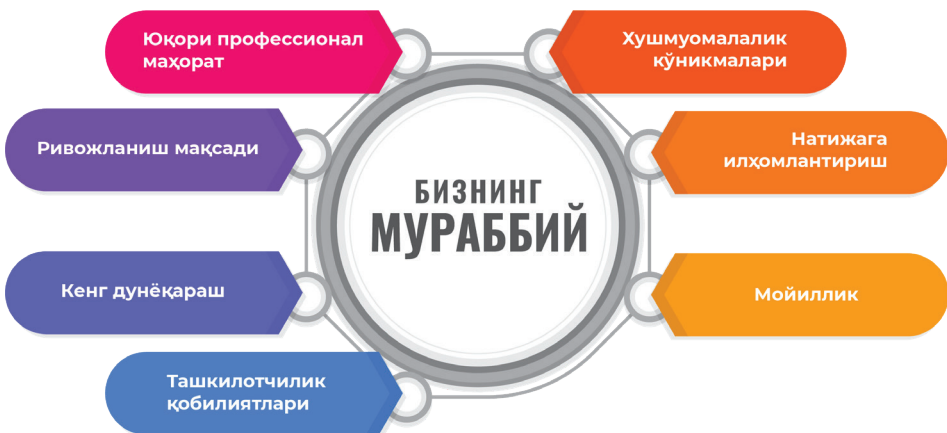 Юқори профессионал
маҳорат
Хушмуомалалик
кўникмалари
Ривожланиш мақсади
Натижага
илҳомлантириш
БИЗНИНГ
МУРАББИЙ
Кенг дунёқараш
Мойиллик
Ташкилотчилик
қобилиятлари